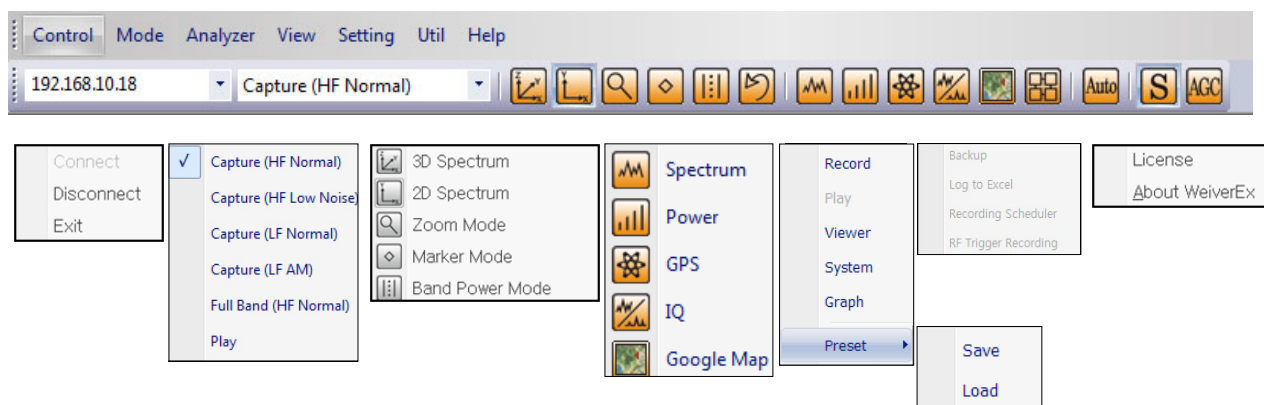 Control Mode Analyzer View Setting Util Help
192.168.10.18 Capture (HF Normal) Auto S AGC
Connect
Disconnect
Exit
Capture (HF Normal)
Capture (HF Low Noise)
Capture (LF Normal)
Capture (LF AM)
Full Band (HF Normal)
Play
3D Spectrum
2D Spectrum
Zoom Mode
Marker Mode
Band Power Mode
Spectrum
Power
GPS
IQ
Google Map
Record
Play
Viewer
System
Graph
Preset
Save
Load
Backup
Log to Excel
Recording Scheduler
RF Trigger Recording
License
About WeiverEx